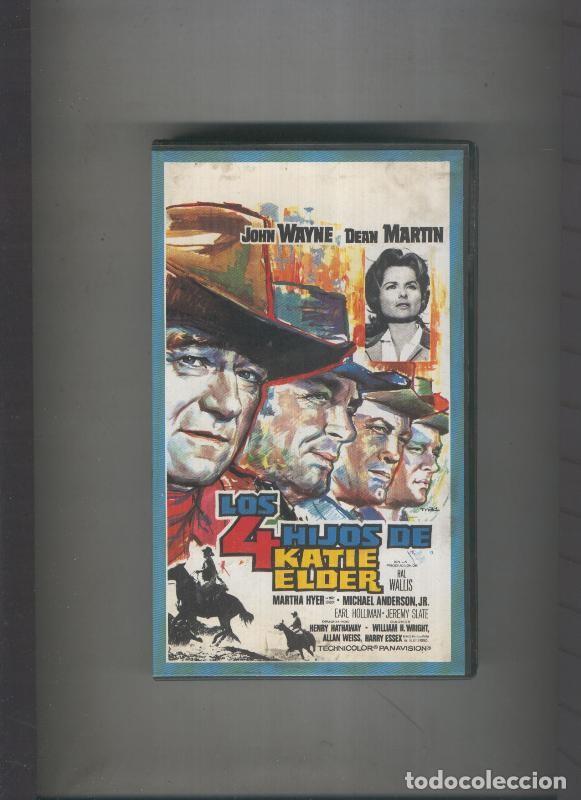 JOHN WAYNE DEAN MARTIN
LOS
4 HIJOS DE
KATIE
ELDER
HAL
WALLIS
MARTHA HYER MICHAEL ANDERSON, JR.
EARL HOLLIMAN - JEREMY SLATE
HENRY HATHAWAY - WILLIAM H. WRIGHT,
ALLAN WEISS, HARRY ESSEX
TECHNICOLOR® PANAVISION®
todocoleccion